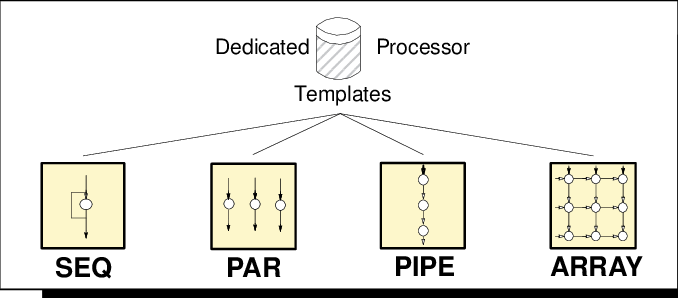 Dedicated Processor
Templates
SEQ PAR PIPE ARRAY